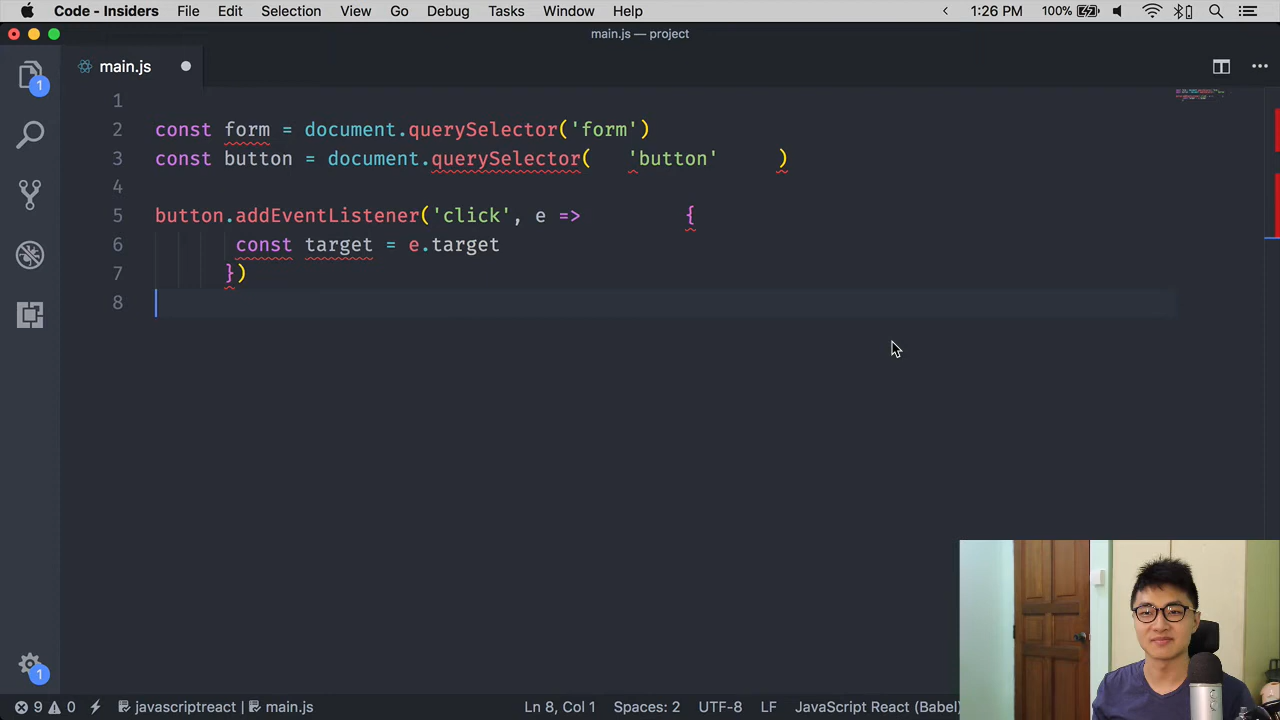 Code - Insiders File Edit Selection View Go Debug Tasks Window Help 1:26 PM 100%
main.js — project
main.js
1
1
2 const form = document.querySelector('form')
3 const button = document.querySelector( 'button' )
4
5 button.addEventListener('click', e => {
6 const target = e.target
7 })
8
1
9 0 javascriptreact | main.js Ln 8, Col 1 Spaces: 2 UTF-8 LF JavaScript React (Babel)